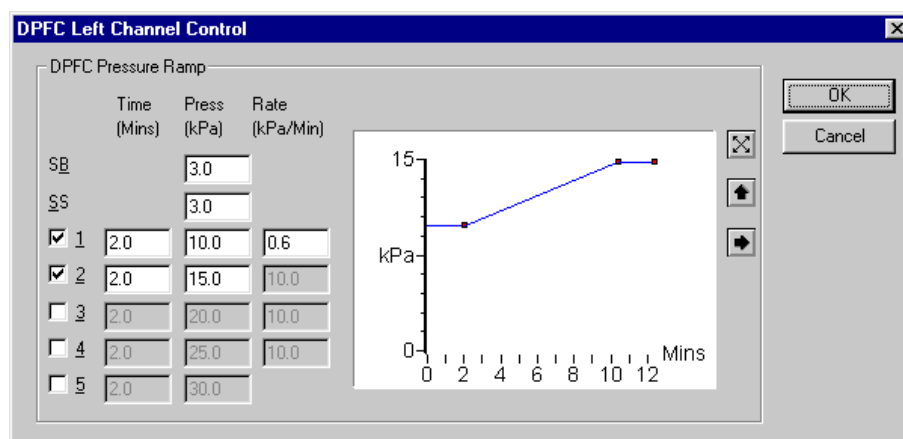 DPFC Left Channel Control
DPFC Pressure Ramp
Time Press Rate
(Mins) (kPa) (kPa/Min)
SB 3.0
SS 3.0
1 2.0 10.0 0.6
2 2.0 15.0 10.0
3 2.0 20.0 10.0
4 2.0 25.0 10.0
5 2.0 30.0
15
kPa
0
Mins
0 2 4 6 8 10 12
OK
Cancel